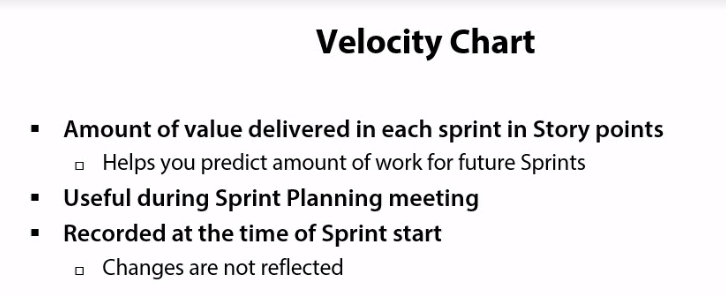 Velocity Chart
▪ Amount of value delivered in each sprint in Story points
▫ Helps you predict amount of work for future Sprints
▪ Useful during Sprint Planning meeting
▪ Recorded at the time of Sprint start
▫ Changes are not reflected